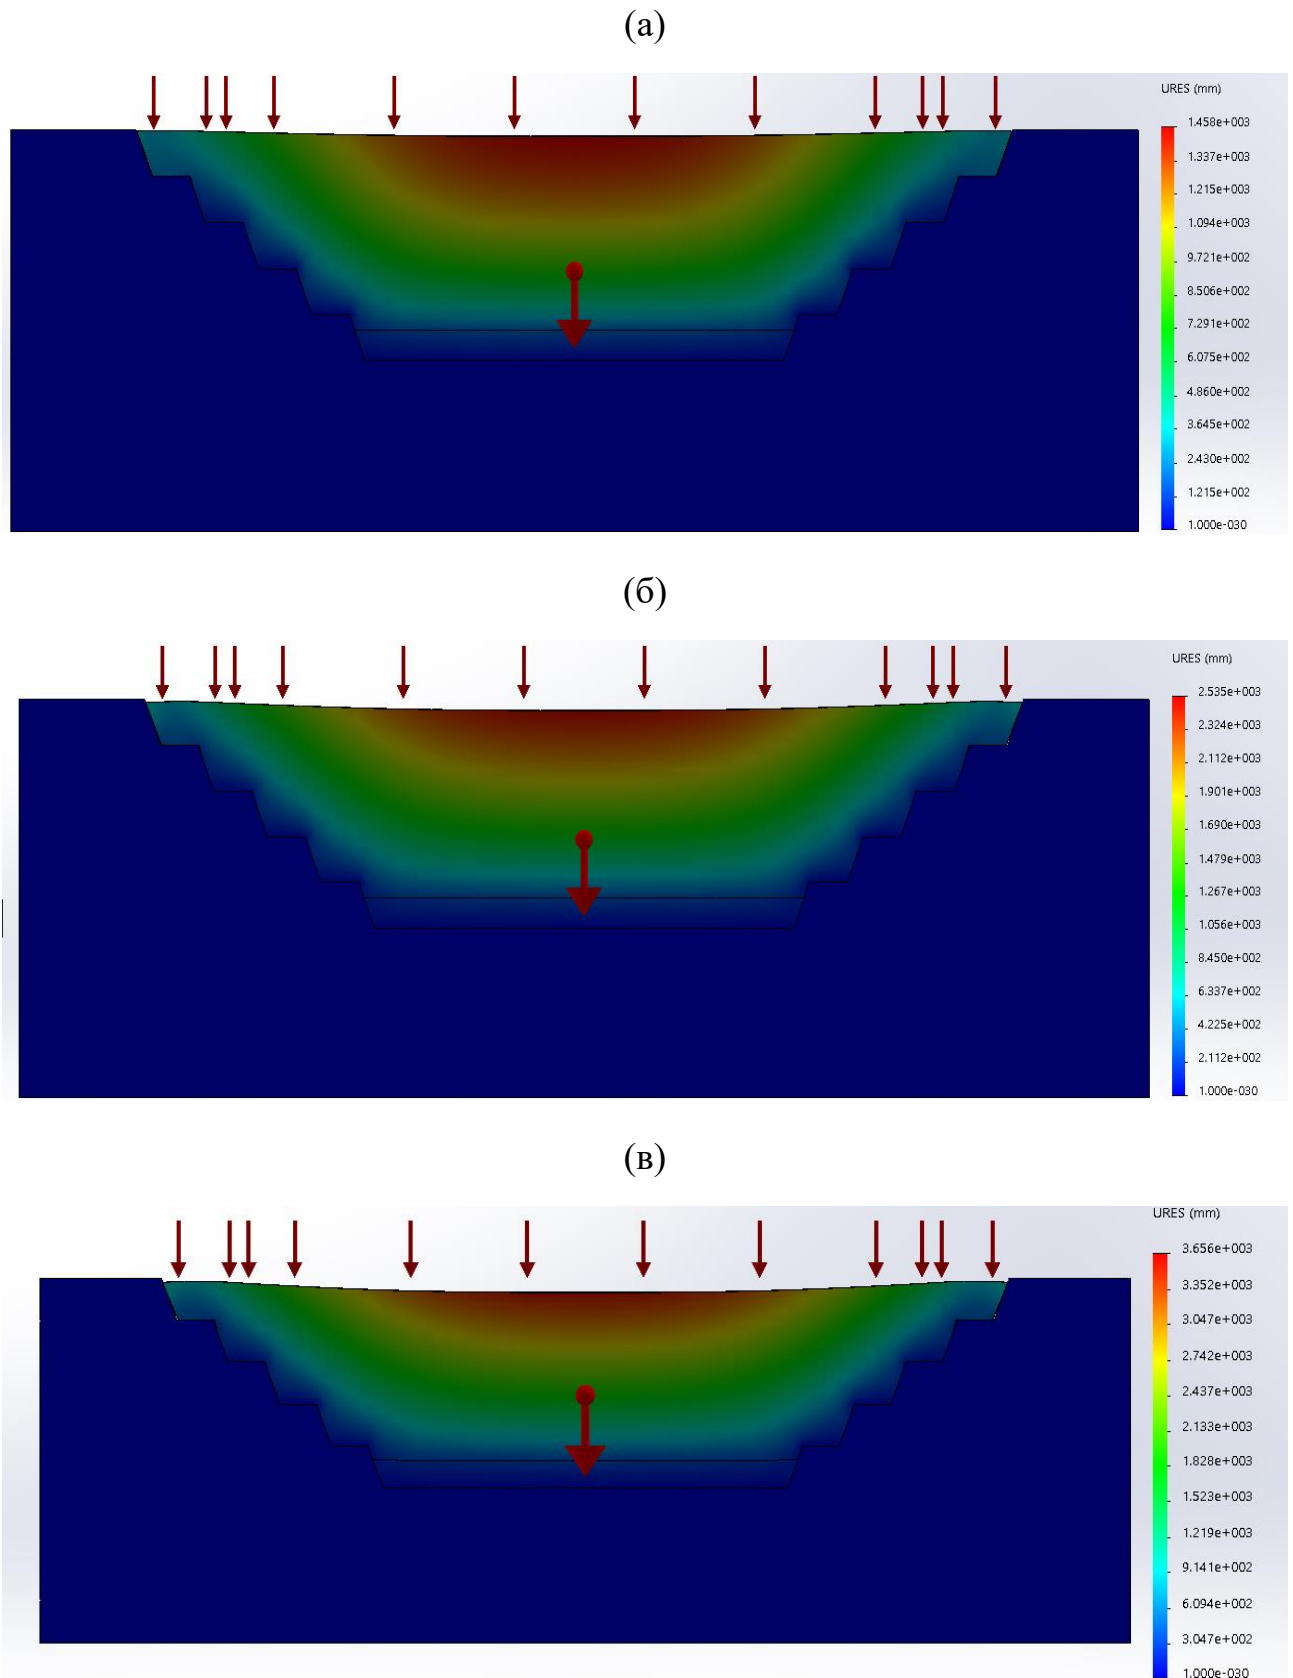 (а)
URES (mm)
1.458e+003
1.337e+003
1.215e+003
1.094e+003
9.721e+002
8.506e+002
7.291e+002
6.075e+002
4.860e+002
3.645e+002
2.430e+002
1.215e+002
1.000e-030
(б)
URES (mm)
2.535e+003
2.324e+003
2.112e+003
1.901e+003
1.690e+003
1.479e+003
1.267e+003
1.056e+003
8.450e+002
6.337e+002
4.225e+002
2.112e+002
1.000e-030
(в)
URES (mm)
3.656e+003
3.352e+003
3.047e+003
2.742e+003
2.437e+003
2.133e+003
1.828e+003
1.523e+003
1.219e+003
9.141e+002
6.094e+002
3.047e+002
1.000e-030